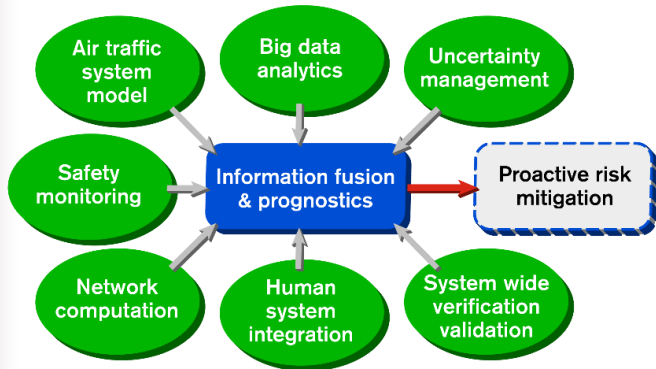 Air traffic
system
model
Big data
analytics
Uncertainty
management
Safety
monitoring
Information fusion
& prognostics
Proactive risk
mitigation
Network
computation
Human
system
integration
System wide
verification
validation